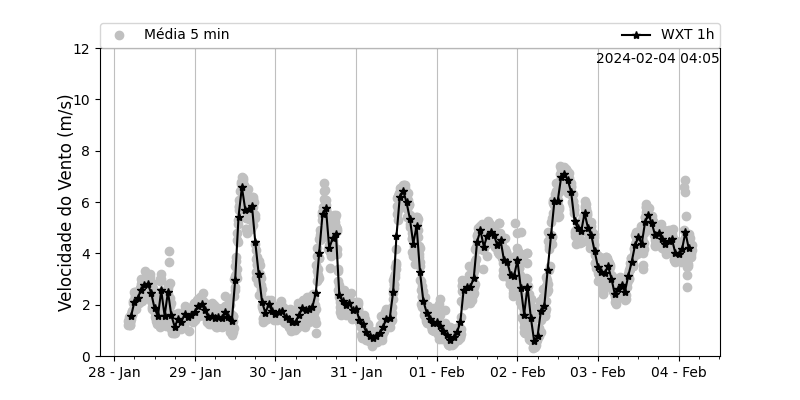 Média 5 min
WXT 1h
2024-02-04 04:05
Velocidade do Vento (m/s)
12
10
8
6
4
2
0
28 - Jan
29 - Jan
30 - Jan
31 - Jan
01 - Feb
02 - Feb
03 - Feb
04 - Feb